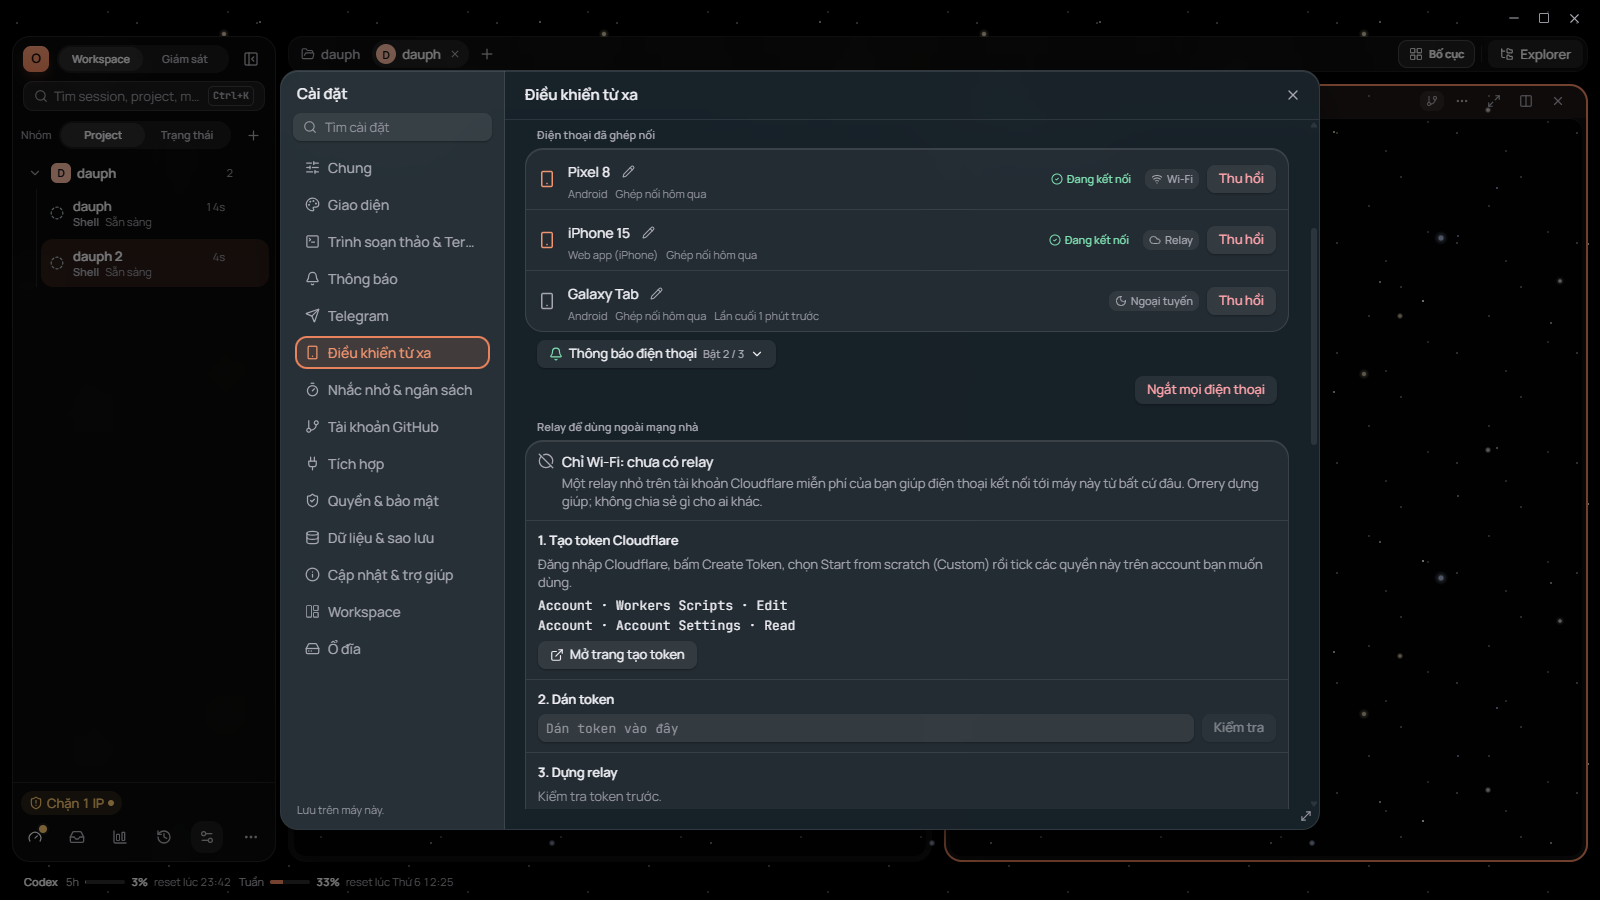 O
Workspace
Giám sát
Tìm session, project, m...
Ctrl+K
Nhóm
Project
Trạng thái
D
dauph
2
dauph
14s
Shell Sẵn sàng
dauph 2
4s
Shell Sẵn sàng
Chặn 1 IP
dauph
D
dauph
Bố cục
Explorer
Cài đặt
Tìm cài đặt
Chung
Giao diện
Trình soạn thảo & Ter...
Thông báo
Telegram
Điều khiển từ xa
Nhắc nhở & ngân sách
Tài khoản GitHub
Tích hợp
Quyền & bảo mật
Dữ liệu & sao lưu
Cập nhật & trợ giúp
Workspace
Ổ đĩa
Lưu trên máy này.
Điều khiển từ xa
Điện thoại đã ghép nối
Pixel 8
Android Ghép nối hôm qua
Đang kết nối
Wi-Fi
Thu hồi
iPhone 15
Web app (iPhone) Ghép nối hôm qua
Đang kết nối
Relay
Thu hồi
Galaxy Tab
Android Ghép nối hôm qua Lần cuối 1 phút trước
Ngoại tuyến
Thu hồi
Thông báo điện thoại Bật 2 / 3
Ngắt mọi điện thoại
Relay để dùng ngoài mạng nhà
Chỉ Wi-Fi: chưa có relay
Một relay nhỏ trên tài khoản Cloudflare miễn phí của bạn giúp điện thoại kết nối tới máy này từ bất cứ đâu. Orrery dựng
giúp; không chia sẻ gì cho ai khác.
1. Tạo token Cloudflare
Đăng nhập Cloudflare, bấm Create Token, chọn Start from scratch (Custom) rồi tick các quyền này trên account bạn muốn
dùng.
Account · Workers Scripts · Edit
Account · Account Settings · Read
Mở trang tạo token
2. Dán token
Dán token vào đây
Kiểm tra
3. Dựng relay
Kiểm tra token trước.
Codex 5h 3% reset lúc 23:42 Tuần 33% reset lúc Thứ 6 12:25